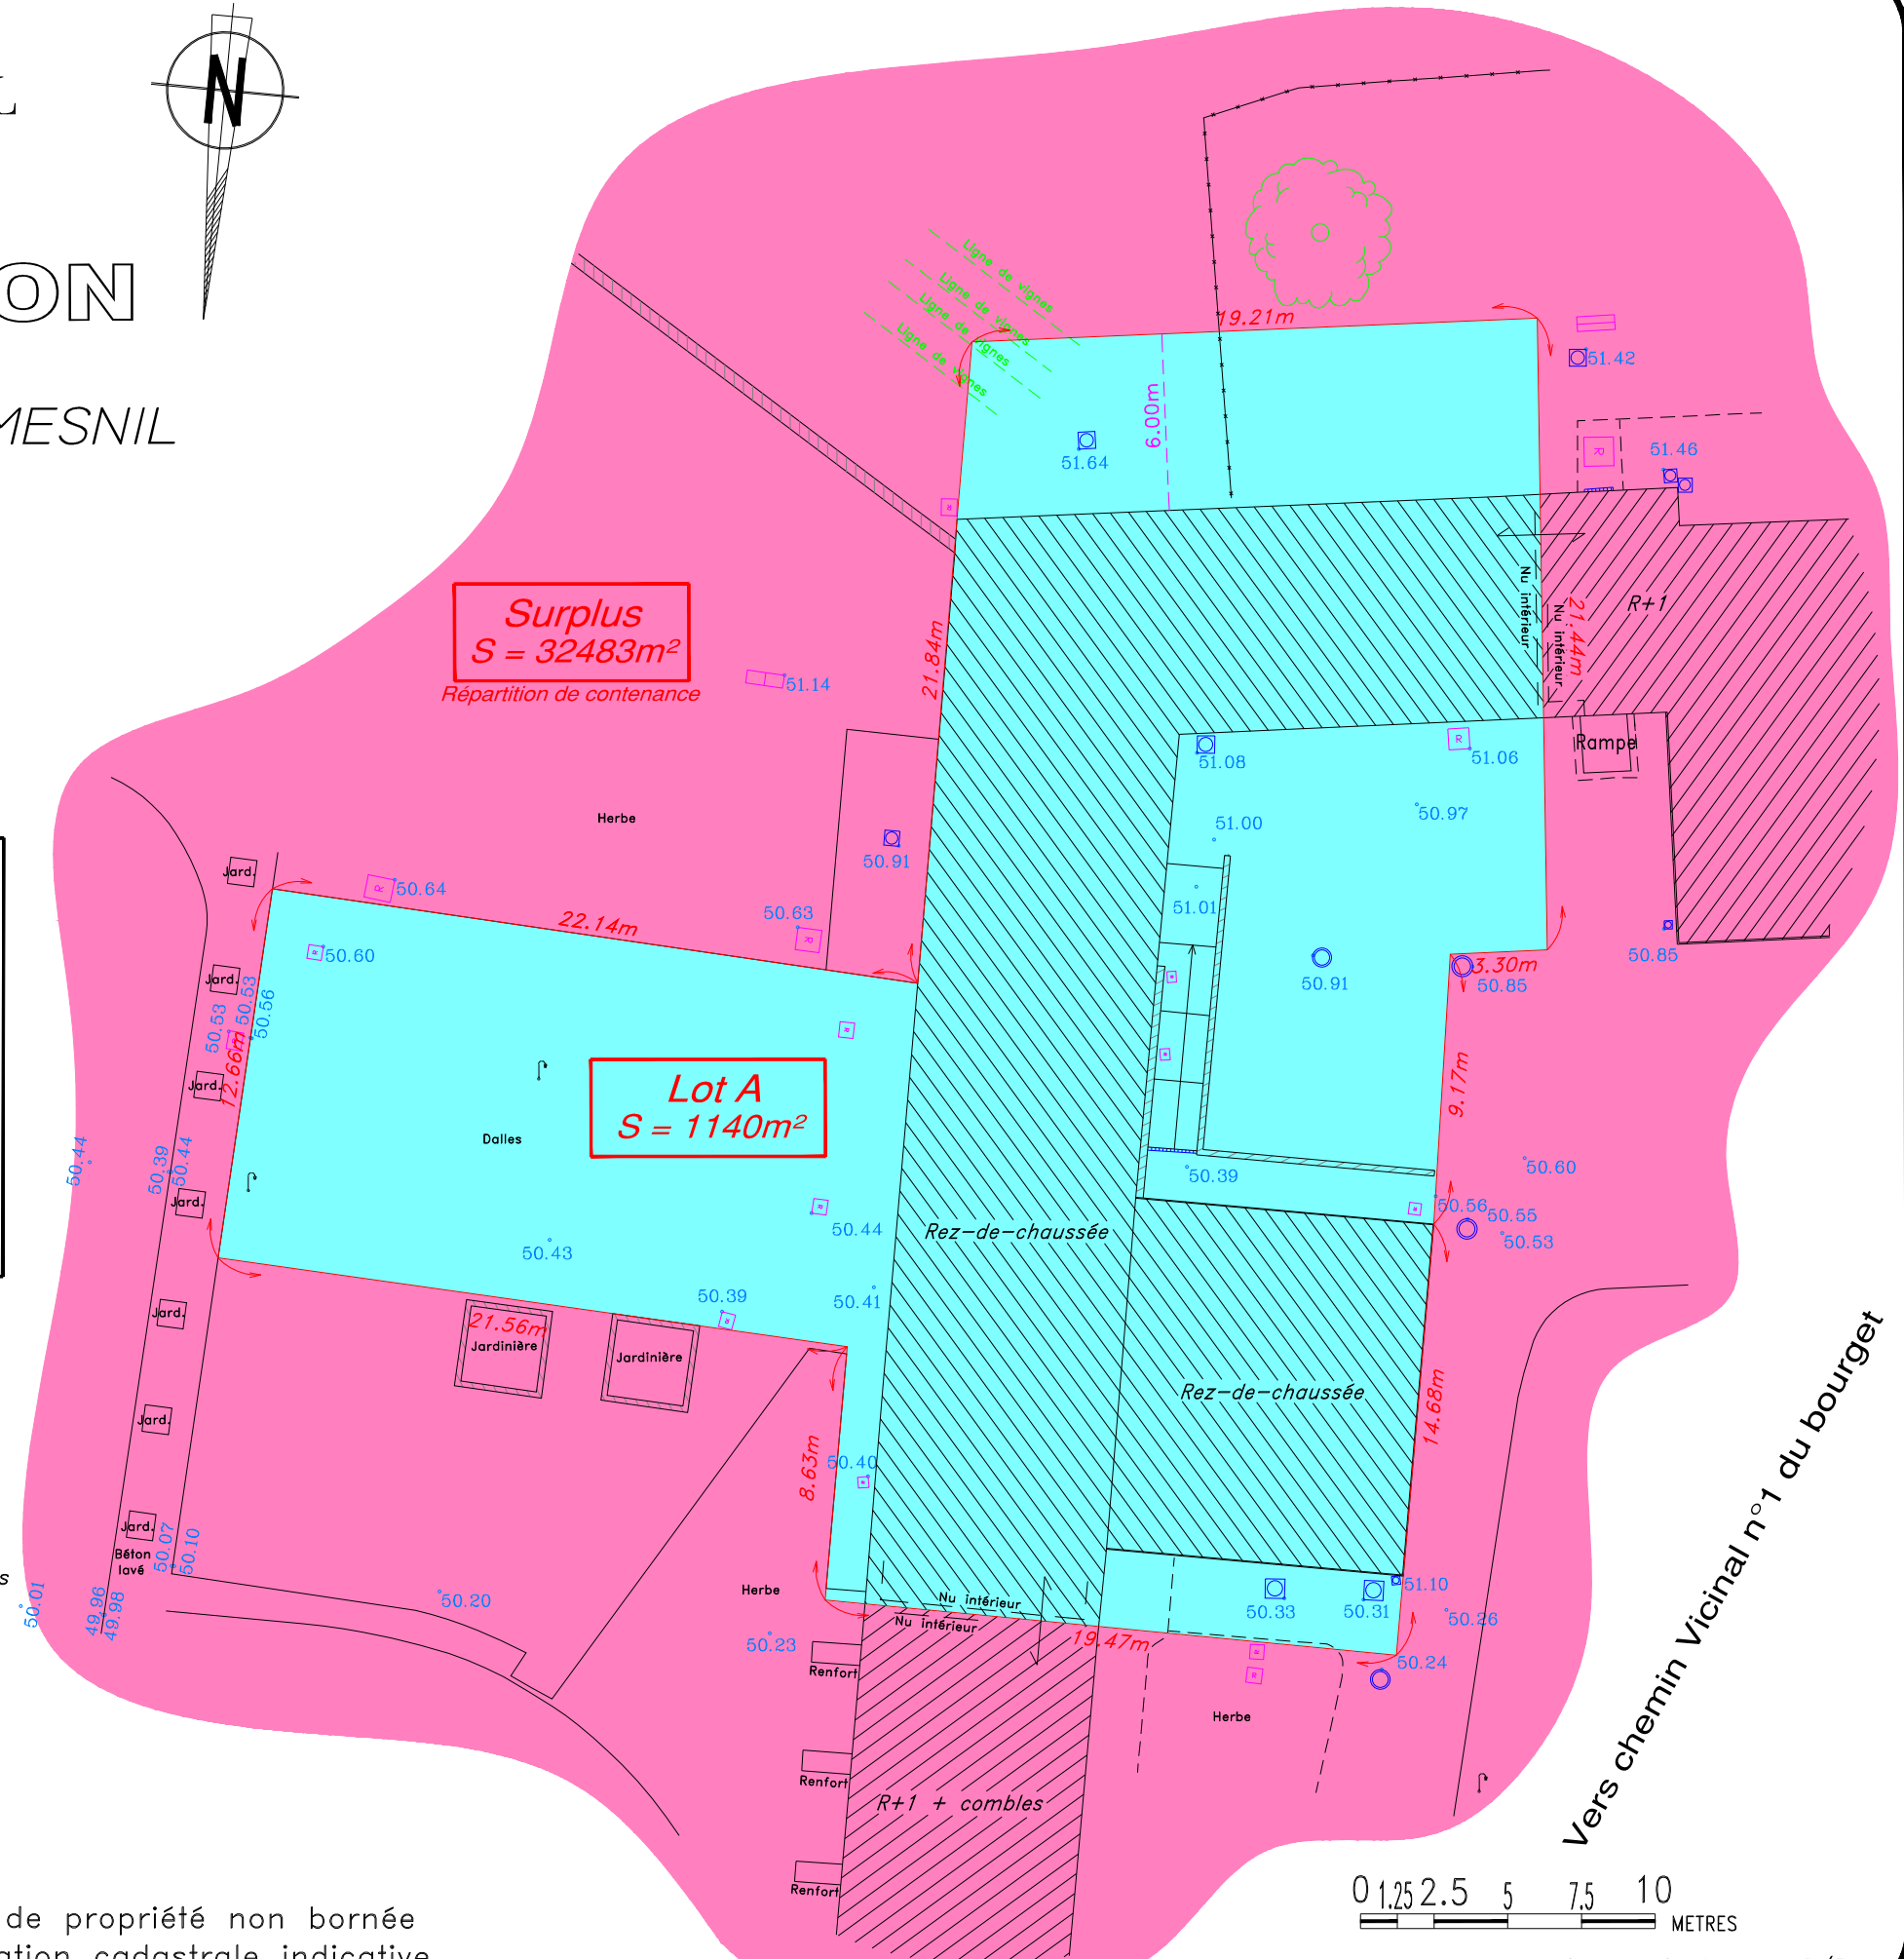 N
L
ON
MESNIL
Ligne de vignes
Ligne de vignes
Ligne de vignes
Ligne de vignes
19.21m
51.42
6.00m
51.64
51.46
R
R
Nu intérieur
Nu intérieur
21.44m
R+1
Surplus
S = 32483m²
Répartition de contenance
21.84m
51.14
Rampe
51.08
R
51.06
50.97
51.00
Herbe
50.91
Jard.
R
50.64
22.14m
50.63
R
51.01
50.85
R
50.60
Jard.
50.53
50.53
50.56
50.91
3.30m
50.85
R
12.66m
Jard.
Lot A
S = 1140m²
9.17m
Dalles
50.44
50.39
50.44
Jard.
50.39
50.60
50.56
50.55
50.53
R
50.44
Rez-de-chaussée
50.43
50.39
50.41
Jard.
21.56m
Jardinière
Jardinière
Rez-de-chaussée
14.68m
Jard.
8.63m
50.40
Jard.
Béton
lavé
50.07
50.10
50.01
49.96
49.98
50.20
Herbe
50.23
Nu intérieur
Nu intérieur
19.47m
50.33
50.31
51.10
50.26
50.24
Renfort
R
R
Herbe
Renfort
R+1 + combles
Renfort
Vers chemin Vicinal n°1 du bourget
s
0 1.25 2.5 5 7.5 10
METRES
de propriété non bornée
ation cadastrale indicative